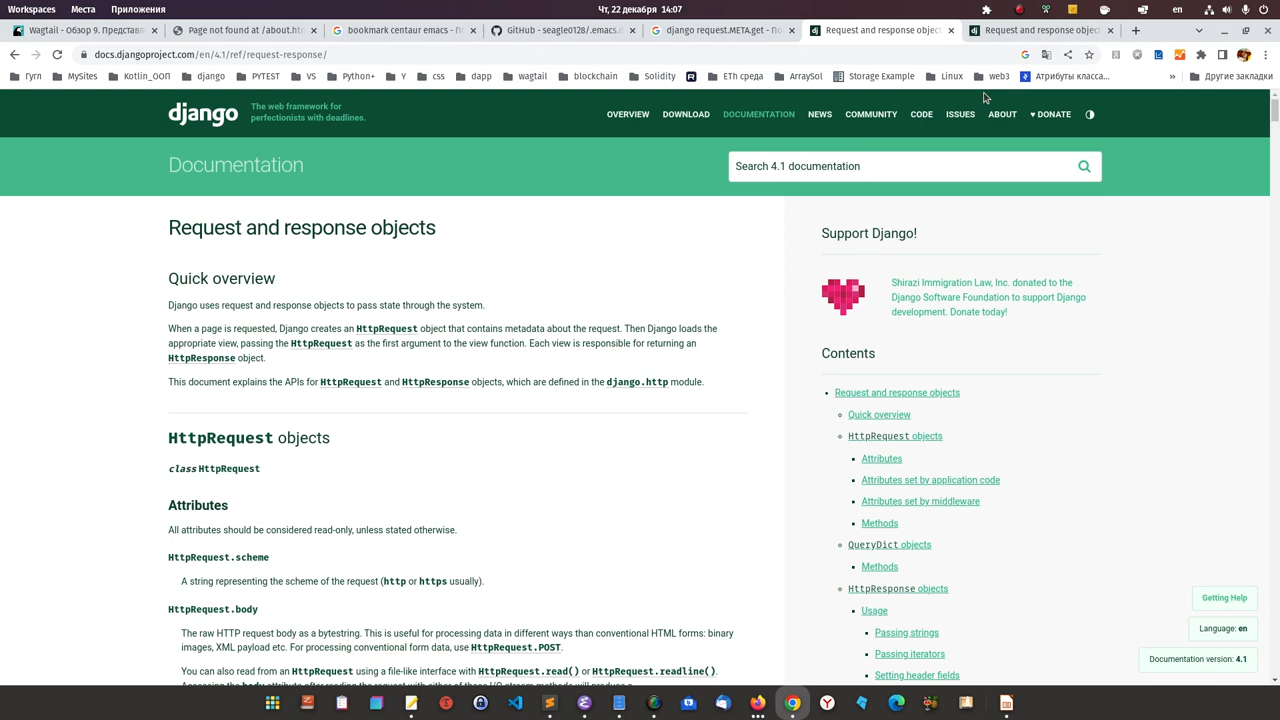 Workspaces Места Приложения Чт, 22 декабря 14:07
Wagtail - Обзор 9. Представл
Page not found at /about.htm
bookmark centaur emacs - По
GitHub - seagle0128/.emacs.d
django request.META.get - По
Request and response object
Request and response object
docs.djangoproject.com/en/4.1/ref/request-response/
Гугл MySites Kotlin_ООП django PYTEST VS Python+ Y css dapp wagtail blockchain Solidity ETh среда ArraySol Storage Example Linux web3 Атрибуты класса... » Другие закладки
django
The web framework for
perfectionists with deadlines.
OVERVIEW DOWNLOAD DOCUMENTATION NEWS COMMUNITY CODE ISSUES ABOUT ♥ DONATE
Documentation
Search 4.1 documentation
Request and response objects
Quick overview
Django uses request and response objects to pass state through the system.
When a page is requested, Django creates an HttpRequest object that contains metadata about the request. Then Django loads the
appropriate view, passing the HttpRequest as the first argument to the view function. Each view is responsible for returning an
HttpResponse object.
This document explains the APIs for HttpRequest and HttpResponse objects, which are defined in the django.http module.
HttpRequest objects
class HttpRequest
Attributes
All attributes should be considered read-only, unless stated otherwise.
HttpRequest.scheme
A string representing the scheme of the request (http or https usually).
HttpRequest.body
The raw HTTP request body as a bytestring. This is useful for processing data in different ways than conventional HTML forms: binary
images, XML payload etc. For processing conventional form data, use HttpRequest.POST.
You can also read from an HttpRequest using a file-like interface with HttpRequest.read() or HttpRequest.readline().
Support Django!
Shirazi Immigration Law, Inc. donated to the
Django Software Foundation to support Django
development. Donate today!
Contents
Request and response objects
Quick overview
HttpRequest objects
Attributes
Attributes set by application code
Attributes set by middleware
Methods
QueryDict objects
Methods
HttpResponse objects
Usage
Passing strings
Passing iterators
Setting header fields
Getting Help
Language: en
Documentation version: 4.1